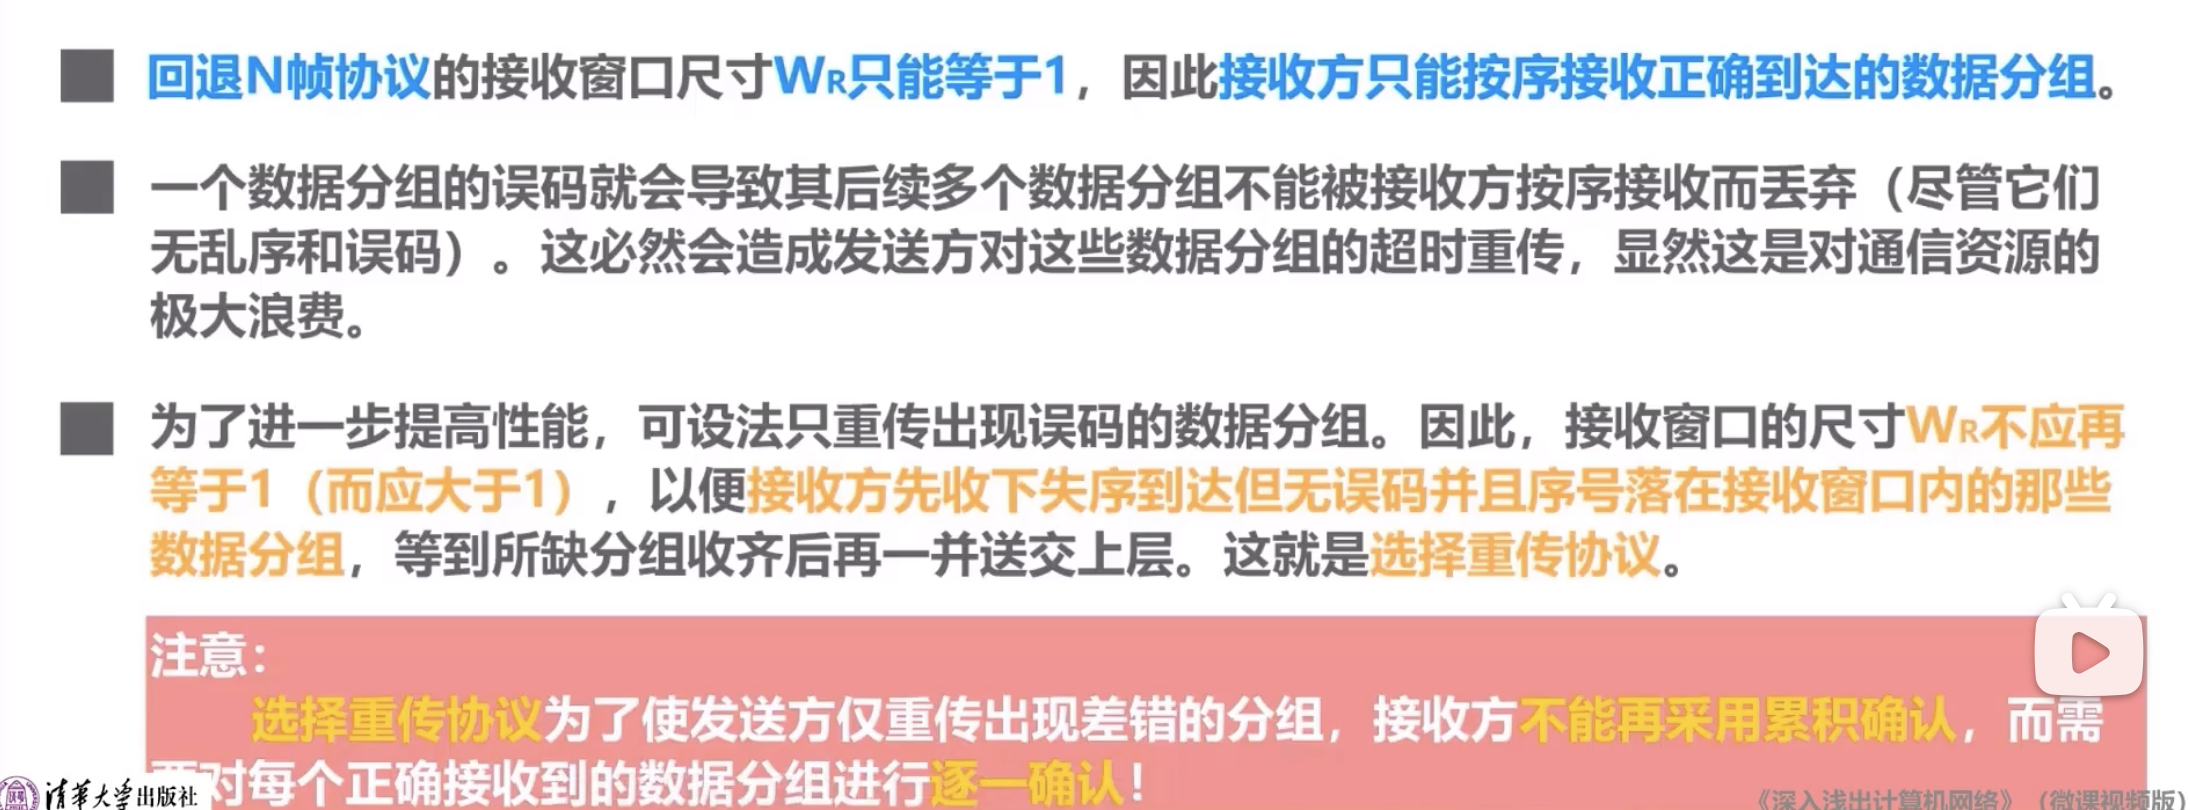 回退N帧协议的接收窗口尺寸WR只能等于1，因此接收方只能按序接收正确到达的数据分组。
一个数据分组的误码就会导致其后续多个数据分组不能被接收方按序接收而丢弃（尽管它们
无乱序和误码）。这必然会造成发送方对这些数据分组的超时重传，显然这是对通信资源的
极大浪费。
为了进一步提高性能，可设法只重传出现误码的数据分组。因此，接收窗口的尺寸WR不应再
等于1（而应大于1），以便接收方先收下失序到达但无误码并且序号落在接收窗口内的那些
数据分组，等到所缺分组收齐后再一并送交上层。这就是选择重传协议。
注意：
选择重传协议为了使发送方仅重传出现差错的分组，接收方不能再采用累积确认，而需
要对每个正确接收到的数据分组进行逐一确认！
清华大学出版社
《深入浅出计算机网络》（微课视频版）